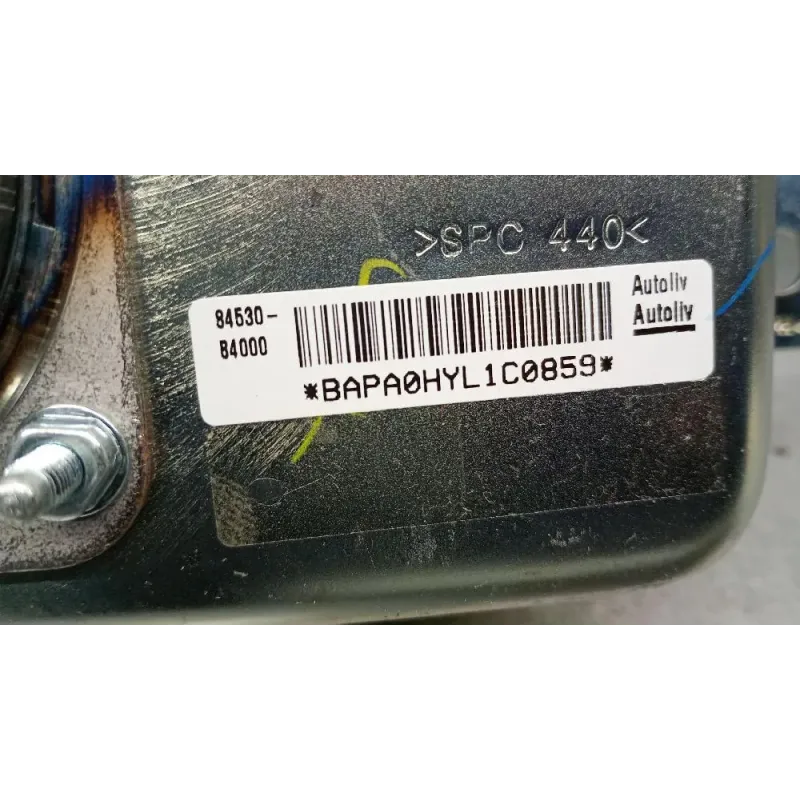 >SPC 440<
84530-
B4000
Autoliv
Autoliv
*BAPA0HYL1C0859*